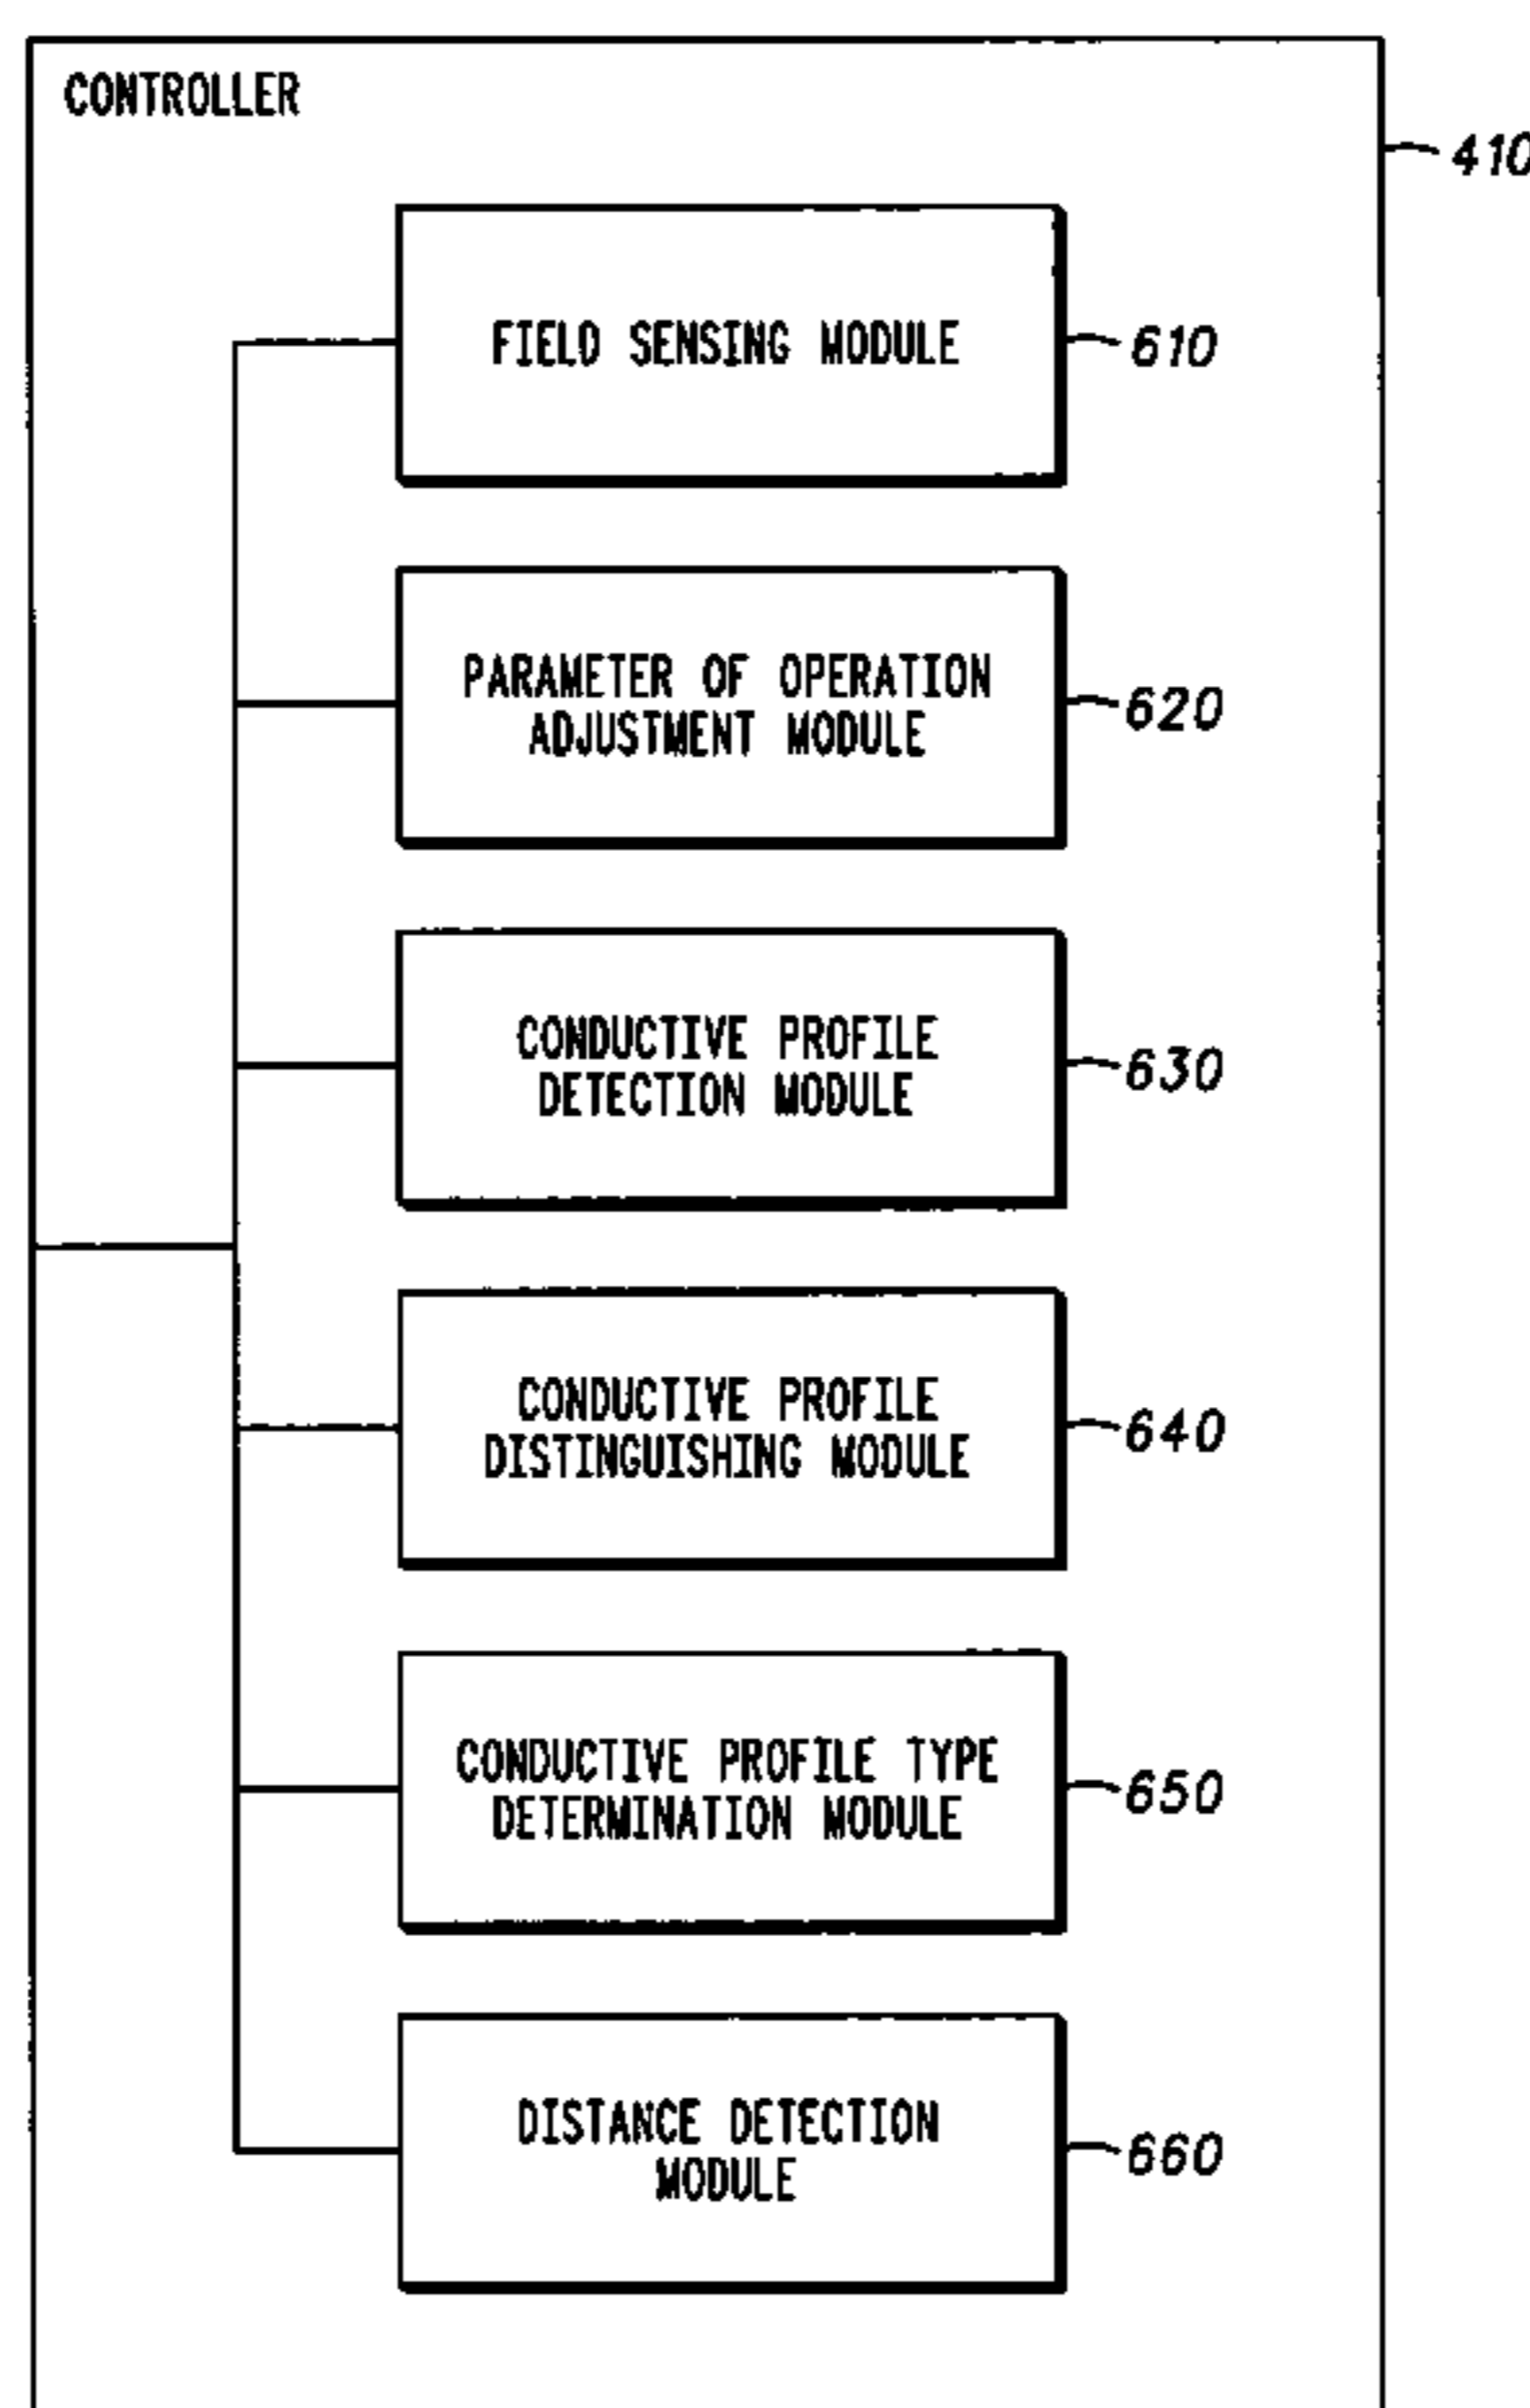 CONTROLLER
410
FIELD SENSING MODULE
610
PARAMETER OF OPERATION
ADJUSTMENT MODULE
620
CONDUCTIVE PROFILE
DETECTION MODULE
630
CONDUCTIVE PROFILE
DISTINGUISHING MODULE
640
CONDUCTIVE PROFILE TYPE
DETERMINATION MODULE
650
DISTANCE DETECTION
MODULE
660